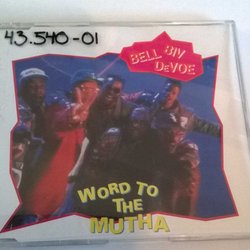 43.540-01
BELL BIV
DeVOE
WORD TO
THE
MUTHA